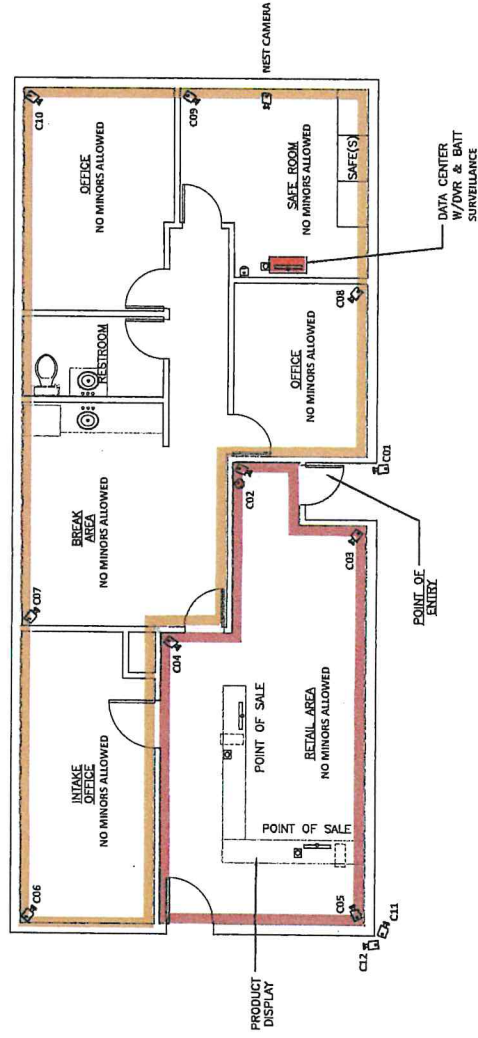 C10
OFFICE
NO MINORS ALLOWED
C09
NEST CAMERA
SAFE ROOM
NO MINORS ALLOWED
SAFE(S)
DATA CENTER
W/DVR & BATT
SURVEILLANCE
RESTROOM
OFFICE
NO MINORS ALLOWED
C08
C07
BREAK
AREA
NO MINORS ALLOWED
C02
C01
POINT OF
ENTRY
C03
C04
C06
INTAKE
OFFICE
NO MINORS ALLOWED
POINT OF SALE
POINT OF SALE
RETAIL AREA
NO MINORS ALLOWED
C05
C11
C12
PRODUCT
DISPLAY